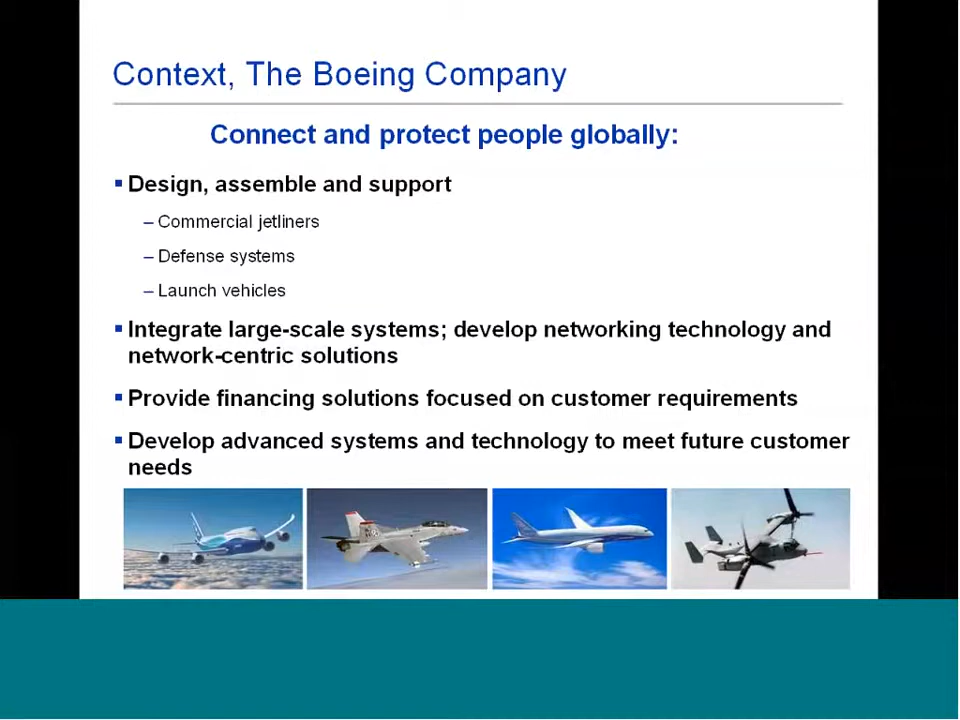 Context, The Boeing Company
Connect and protect people globally:
▪ Design, assemble and support
– Commercial jetliners
– Defense systems
– Launch vehicles
▪ Integrate large-scale systems; develop networking technology and
network-centric solutions
▪ Provide financing solutions focused on customer requirements
▪ Develop advanced systems and technology to meet future customer
needs